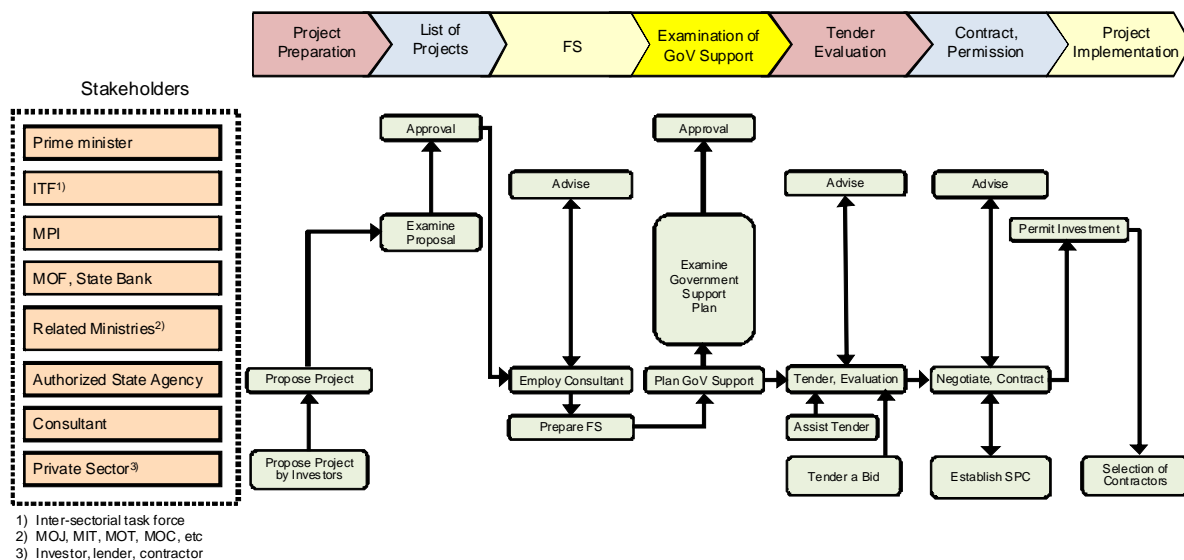 Project
Preparation
List of
Projects
FS
Examination of
GoV Support
Tender
Evaluation
Contract,
Permission
Project
Implementation
Stakeholders
Prime minister
ITF1)
MPI
MOF, State Bank
Related Ministries2)
Authorized State Agency
Consultant
Private Sector3)
1) Inter-sectorial task force
2) MOJ, MIT, MOT, MOC, etc
3) Investor, lender, contractor
Approval
Approval
Advise
Advise
Advise
Examine
Proposal
Permit Investment
Examine
Government
Support
Plan
Propose Project
Employ Consultant
Plan GoV Support
Tender, Evaluation
Negotiate, Contract
Prepare FS
Assist Tender
Propose Project
by Investors
Tender a Bid
Establish SPC
Selection of
Contractors